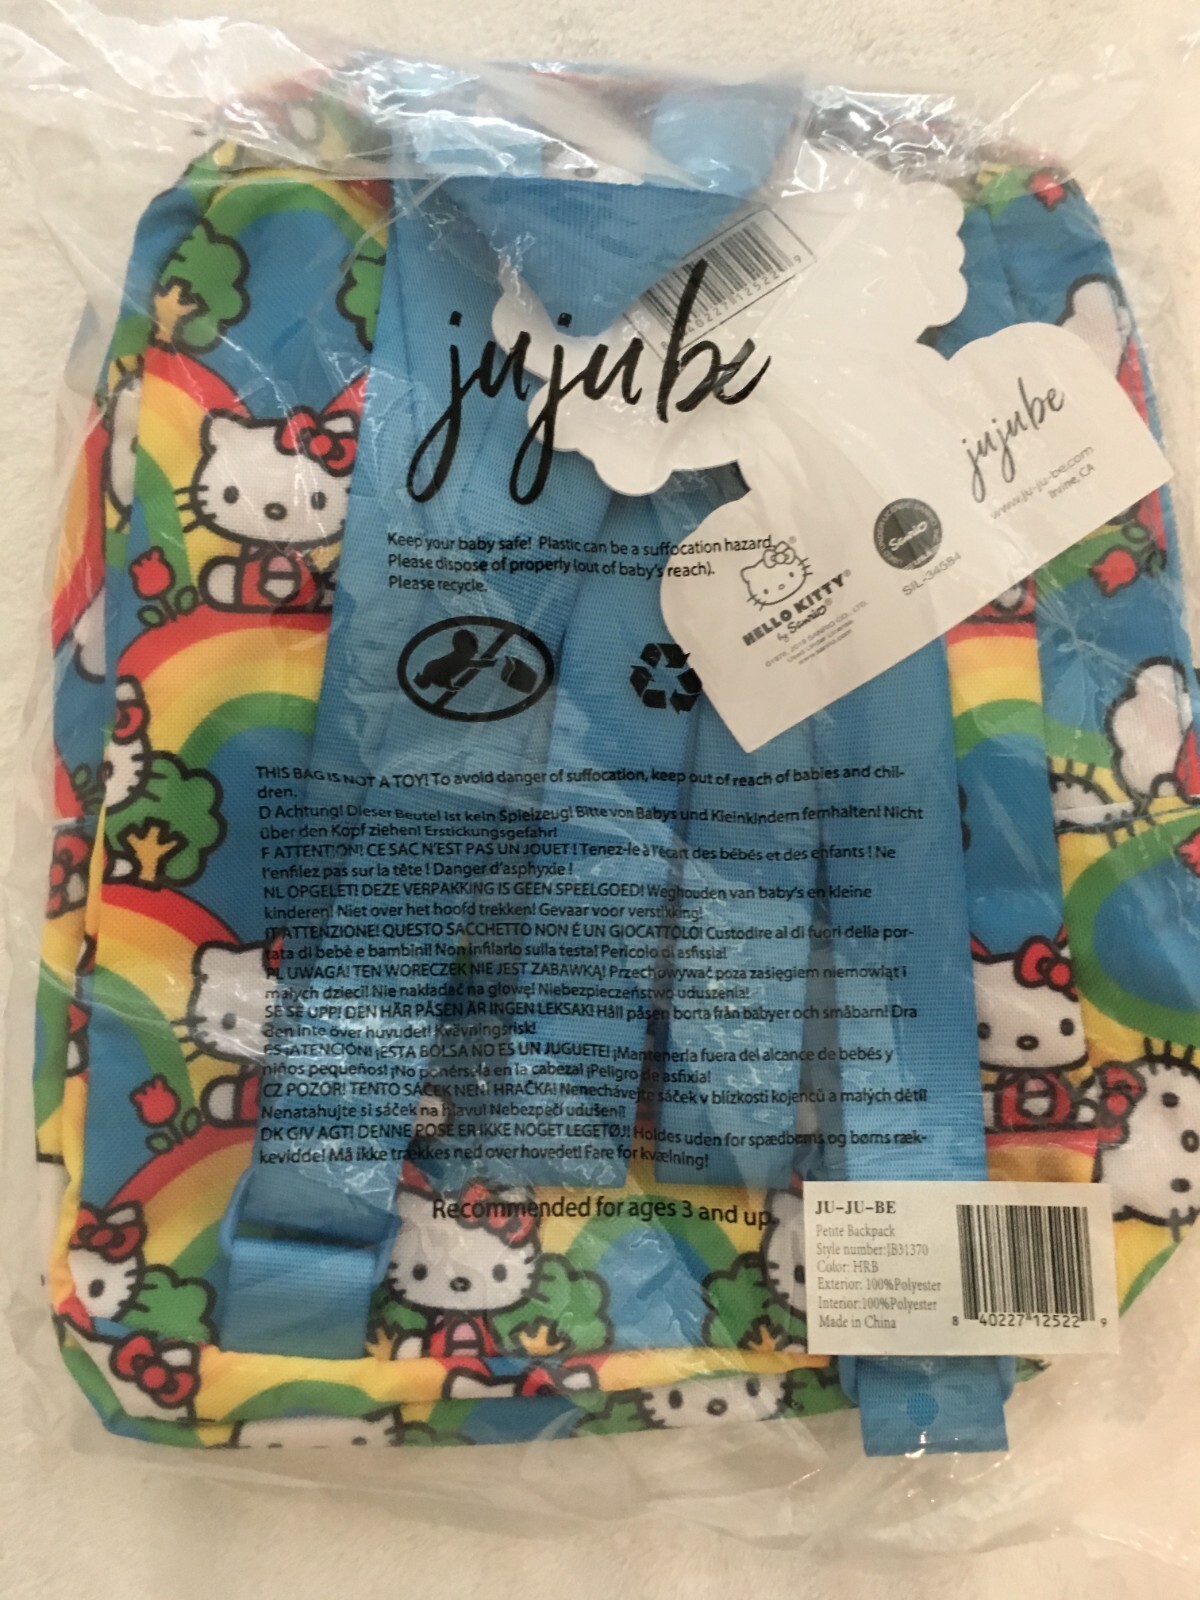 jujube
Keep your baby safe! Plastic can be a suffocation hazard.
Please dispose of properly (out of baby's reach).
Please recycle.
jujube
www.ju-ju-be.com
Irvine, CA
Sanrio
SIL-34584
HELLO KITTY®
by Sanrio®
Used Under License
www.sanrio.com
THIS BAG IS NOT A TOY! To avoid danger of suffocation, keep out of reach of babies and chil-
dren.
D Achtung! Dieser Beutel ist kein Spielzeug! Bitte von Babys und Kleinkindern fernhalten! Nicht
über den Kopf ziehen! Erstickungsgefahr!
F ATTENTION! CE SAC N'EST PAS UN JOUET ! Tenez-le à l'écart des bébés et des enfants ! Ne
l'enfilez pas sur la tête ! Danger d'asphyxie !
NL OPGELET! DEZE VERPAKKING IS GEEN SPEELGOED! Weghouden van baby's en kleine
kinderen! Niet over het hoofd trekken! Gevaar voor verstikking!
IT ATTENZIONE! QUESTO SACCHETTO NON È UN GIOCATTOLO! Custodire al di fuori della por-
tata di bebè e bambini! Non infilarlo sulla testa! Pericolo di asfissia!
PL UWAGA! TEN WORECZEK NIE JEST ZABAWKĄ! Przechowywać poza zasięgiem niemowląt i
małych dzieci! Nie nakładać na głowę! Niebezpieczeństwo uduszenia!
SE SE UPP! DEN HÄR PÅSEN ÄR INGEN LEKSAK! Håll påsen borta från babyer och småbarn! Dra
den inte över huvudet! Kvävningsrisk!
ES ¡ATENCIÓN! ¡ESTA BOLSA NO ES UN JUGUETE! ¡Mantenerla fuera del alcance de bebés y
niños pequeños! ¡No ponérsela en la cabeza! ¡Peligro de asfixia!
CZ POZOR! TENTO SÁČEK NENÍ HRAČKA! Nenechávejte sáček v blízkosti kojenců a malých dětí!
Nenatahujte si sáček na hlavu! Nebezpečí udušení!
DK GIV AGT! DENNE POSE ER IKKE NOGET LEGETØJ! Holdes uden for spædbørns og børns ræk-
kevidde! Må ikke trækkes ned over hovedet! Fare for kvælning!
Recommended for ages 3 and up.
JU-JU-BE
Petite Backpack
Style number:JB31370
Color: HRB
Exterior: 100%Polyester
Interior:100%Polyester
Made in China
8 40227 12522 9